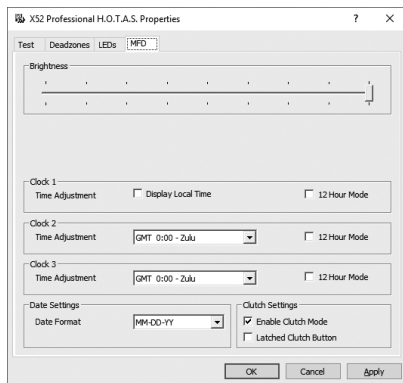 X52 Professional H.O.T.A.S. Properties ? ×
Test Deadzones LEDs MFD
Brightness
Clock 1
Time Adjustment Display Local Time 12 Hour Mode
Clock 2
Time Adjustment GMT 0:00 - Zulu 12 Hour Mode
Clock 3
Time Adjustment GMT 0:00 - Zulu 12 Hour Mode
Date Settings Clutch Settings
Date Format MM-DD-YY Enable Clutch Mode
Latched Clutch Button
OK Cancel Apply